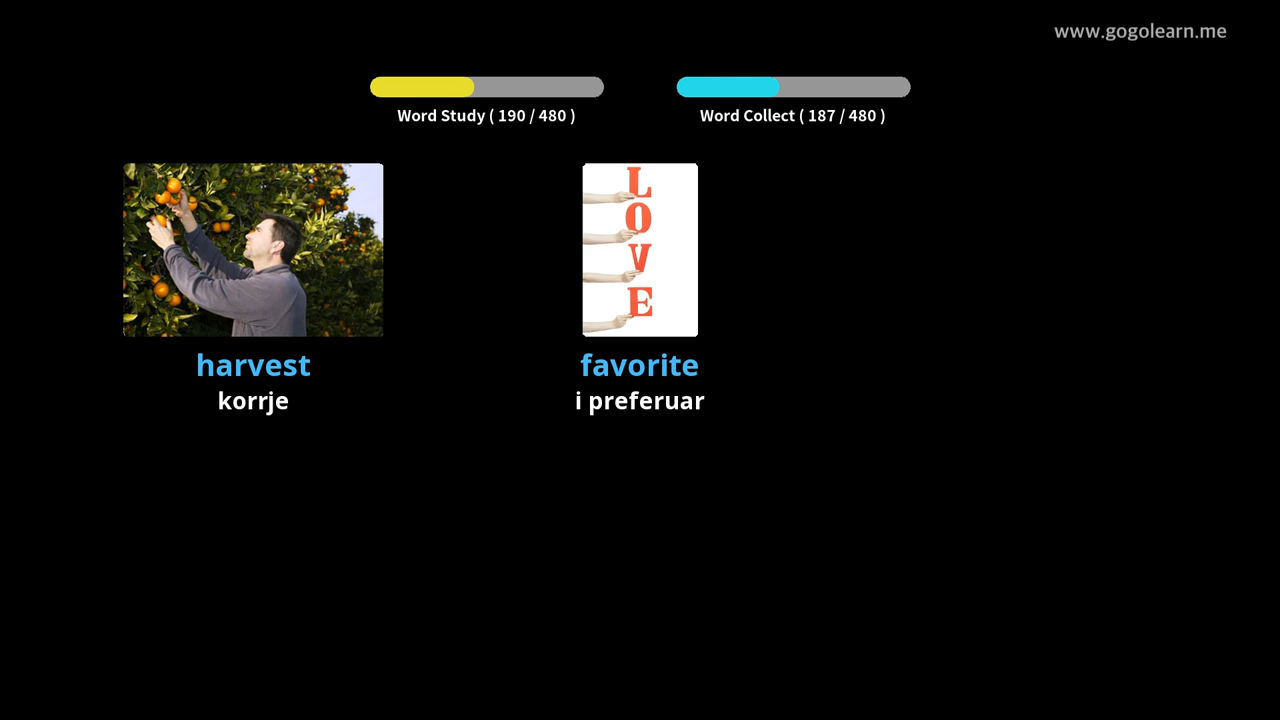 www.gogolearn.me
Word Study ( 190 / 480 )
Word Collect ( 187 / 480 )
L
O
V
E
harvest
korrje
favorite
i preferuar